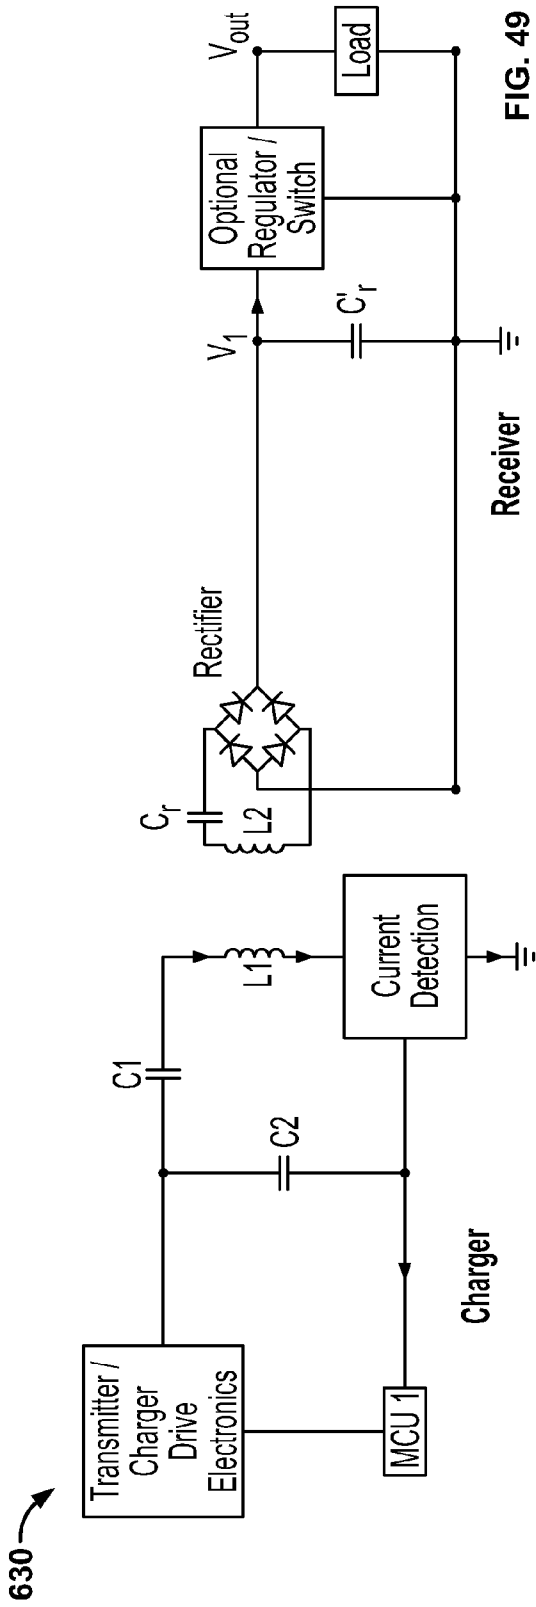 630
Transmitter /
Charger
Drive
Electronics
MCU 1
C1
C2
L1
Current
Detection
Charger
Cr
L2
Rectifier
V1
C'r
Optional
Regulator /
Switch
Vout
Load
Receiver
FIG. 49